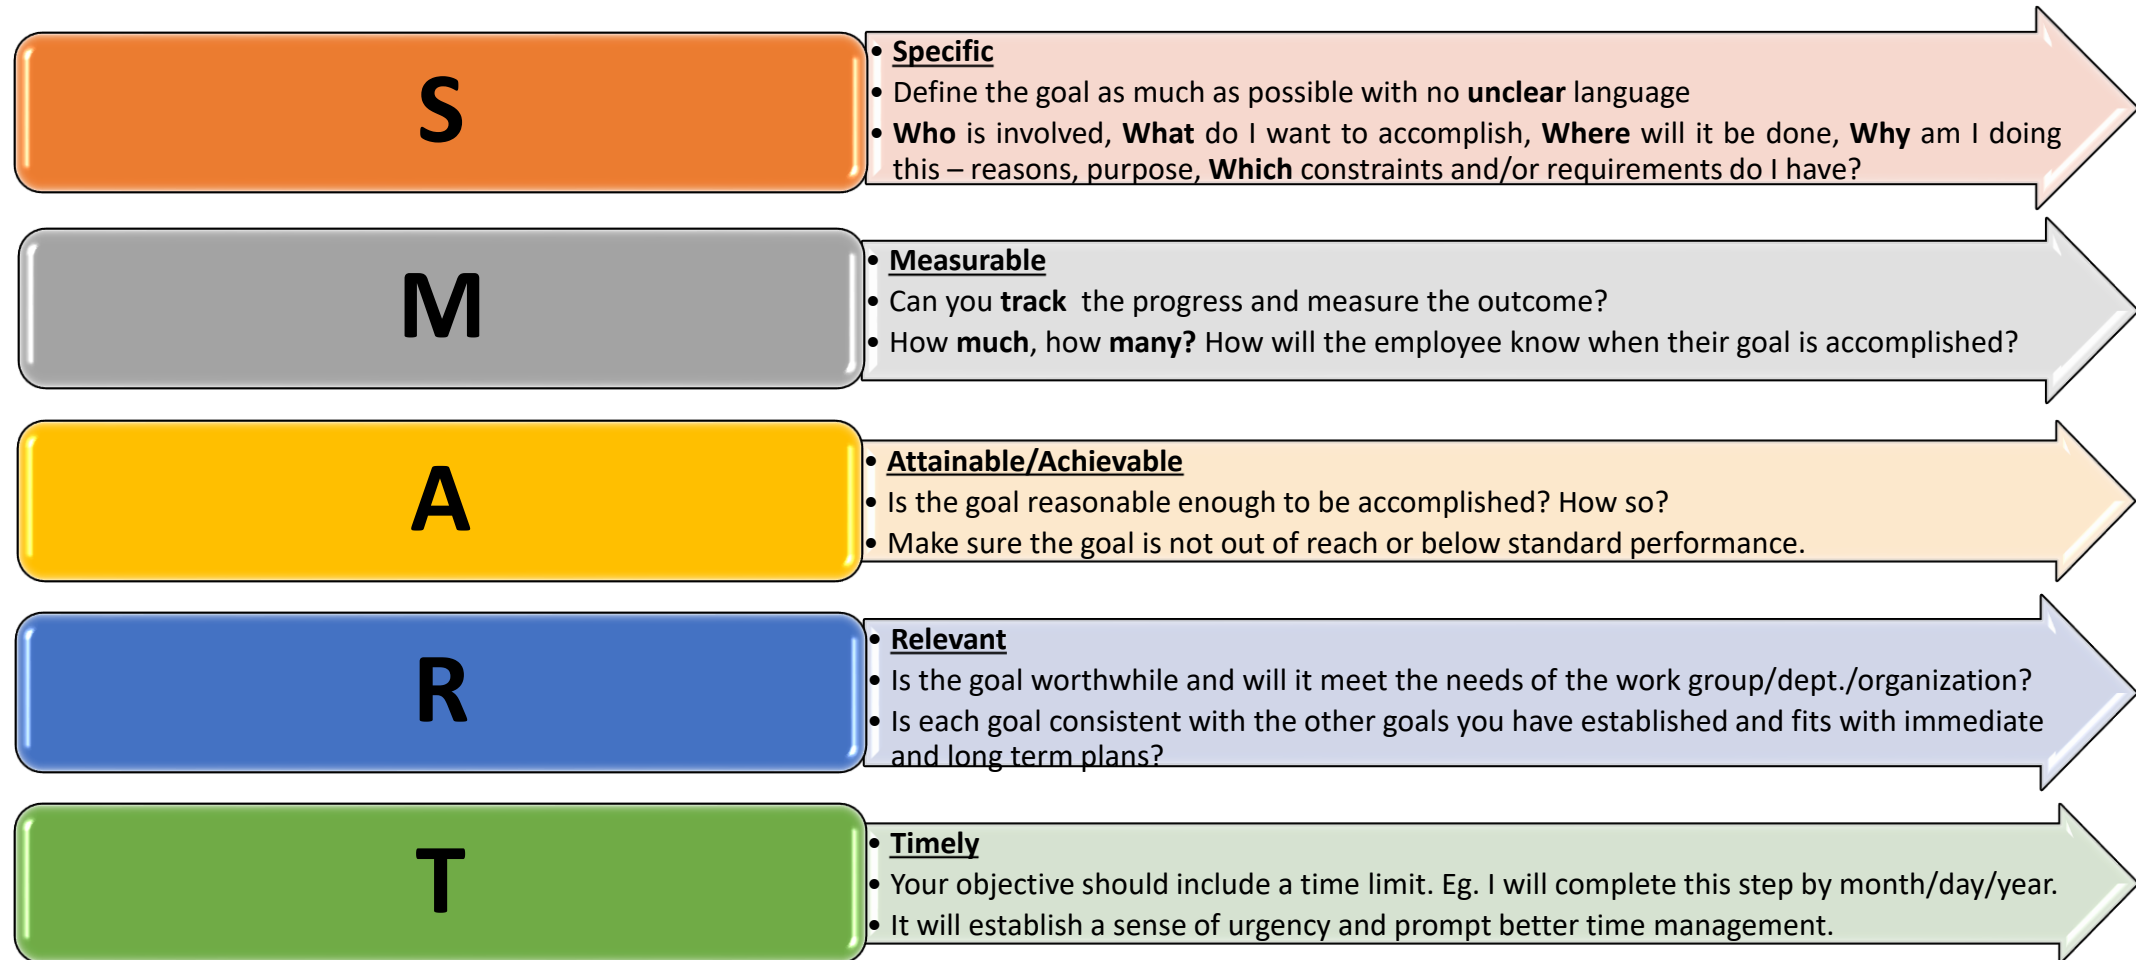 S
• Specific
• Define the goal as much as possible with no unclear language
• Who is involved, What do I want to accomplish, Where will it be done, Why am I doing
this – reasons, purpose, Which constraints and/or requirements do I have?
M
• Measurable
• Can you track  the progress and measure the outcome?
• How much, how many? How will the employee know when their goal is accomplished?
A
• Attainable/Achievable
• Is the goal reasonable enough to be accomplished? How so?
• Make sure the goal is not out of reach or below standard performance.
R
• Relevant
• Is the goal worthwhile and will it meet the needs of the work group/dept./organization?
• Is each goal consistent with the other goals you have established and fits with immediate
and long term plans?
T
• Timely
• Your objective should include a time limit. Eg. I will complete this step by month/day/year.
• It will establish a sense of urgency and prompt better time management.